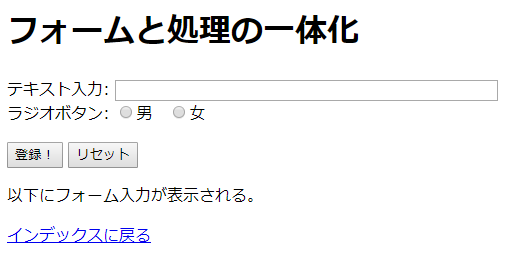 フォームと処理の一体化
テキスト入力:
ラジオボタン: 男 女
登録！ リセット
以下にフォーム入力が表示される。
インデックスに戻る